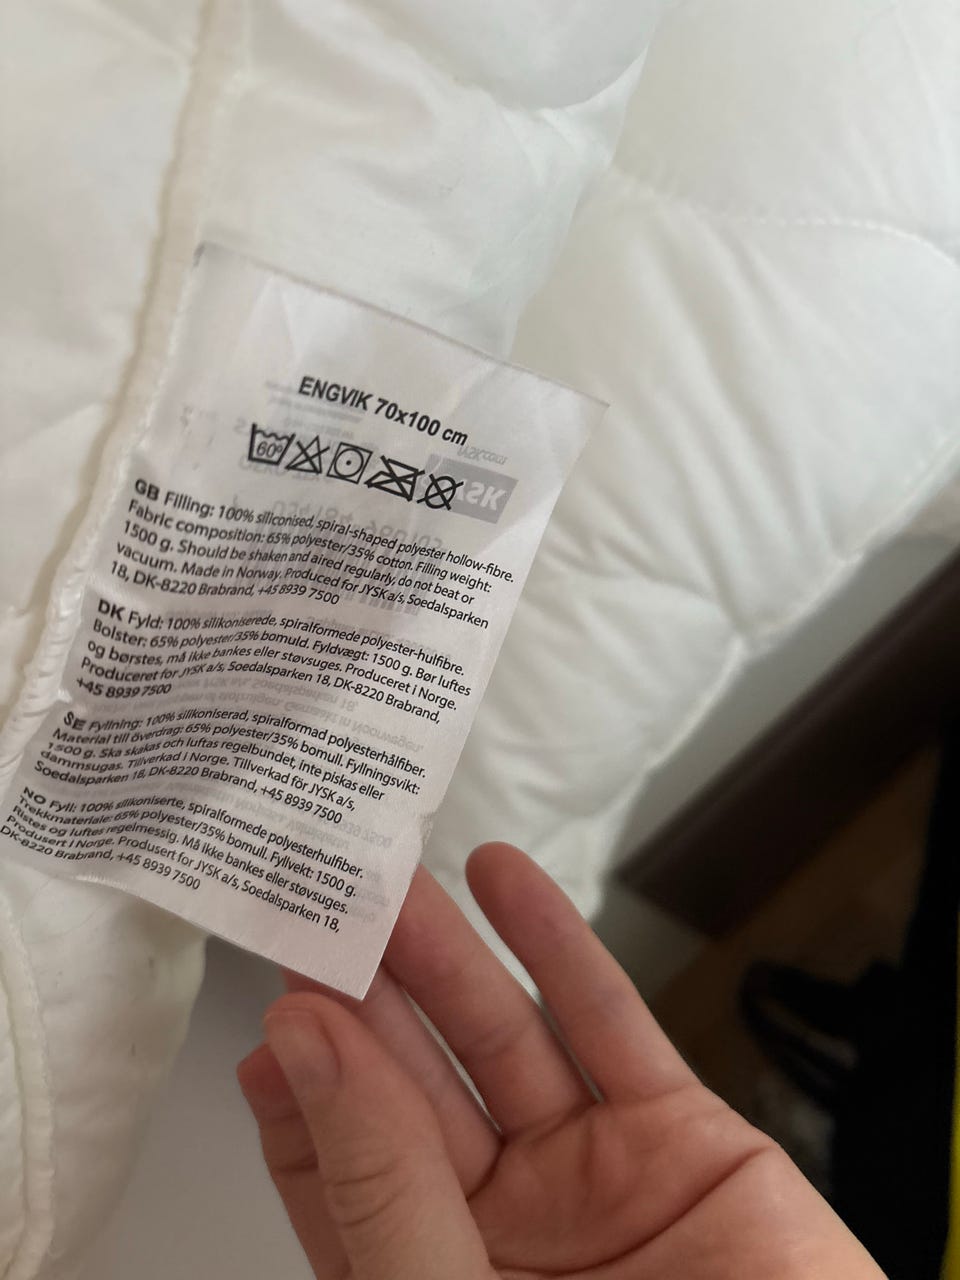 ENGVIK 70x100 cm
60°
GB Filling: 100% siliconised, spiral-shaped polyester hollow-fibre.
Fabric composition: 65% polyester/35% cotton. Filling weight:
1500 g. Should be shaken and aired regularly, do not beat or
vacuum. Made in Norway. Produced for JYSK a/s, Soedalsparken
18, DK-8220 Brabrand, +45 8939 7500
DK Fyld: 100% silikoniserede, spiralformede polyester-hulfibre.
Bolster: 65% polyester/35% bomuld. Fyldvægt: 1500 g. Bør luftes
og børstes, må ikke bankes eller støvsuges. Produceret i Norge.
Produceret for JYSK a/s, Soedalsparken 18, DK-8220 Brabrand,
+45 8939 7500
SE Fyllning: 100% silikoniserad, spiralformad polyesterhålfiber.
Material till överdrag: 65% polyester/35% bomull. Fyllningsvikt:
1500 g. Ska skakas och luftas regelbundet, inte piskas eller
dammsugas. Tillverkad i Norge. Tillverkad för JYSK a/s,
Soedalsparken 18, DK-8220 Brabrand, +45 8939 7500
NO Fyll: 100% silikoniserte, spiralformede polyesterhulfiber.
Trekkmateriale: 65% polyester/35% bomull. Fyllvekt: 1500 g.
Ristes og luftes regelmessig. Må ikke bankes eller støvsuges.
Produsert i Norge. Produsert for JYSK a/s, Soedalsparken 18,
DK-8220 Brabrand, +45 8939 7500